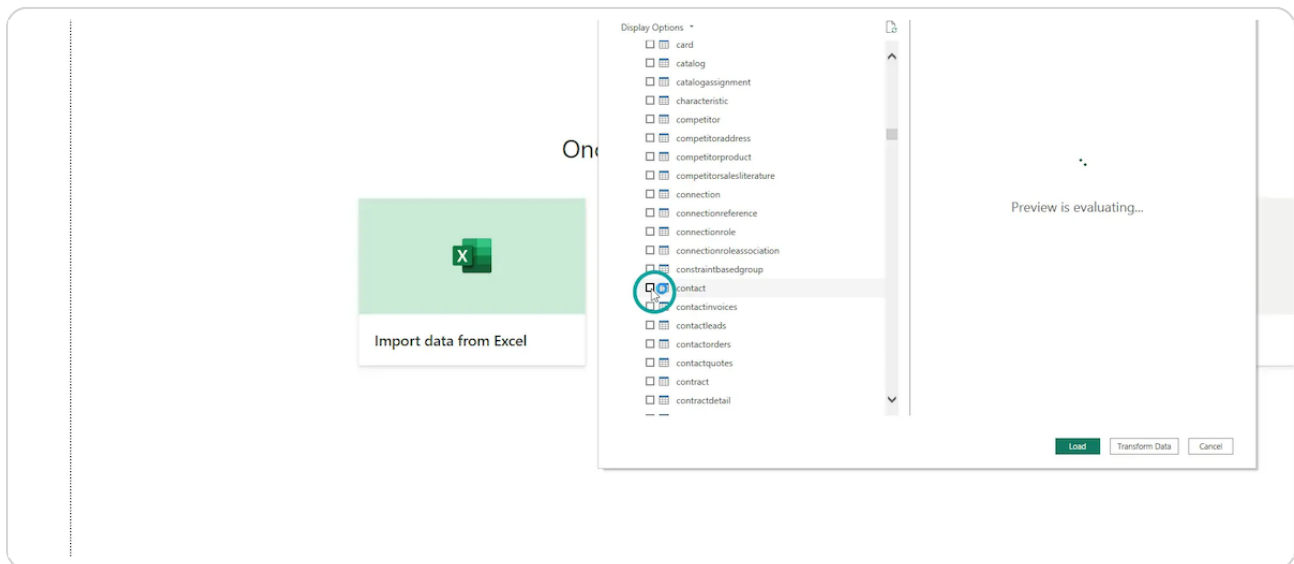 Display Options
card
catalog
catalogassignment
characteristic
competitor
competitoraddress
competitorproduct
competitorsalesliterature
connection
connectionreference
connectionrole
connectionroleassociation
constraintbasedgroup
contact
contactinvoices
contactleads
contactorders
contactquotes
contract
contractdetail
Preview is evaluating...
X
Import data from Excel
Load Transform Data Cancel